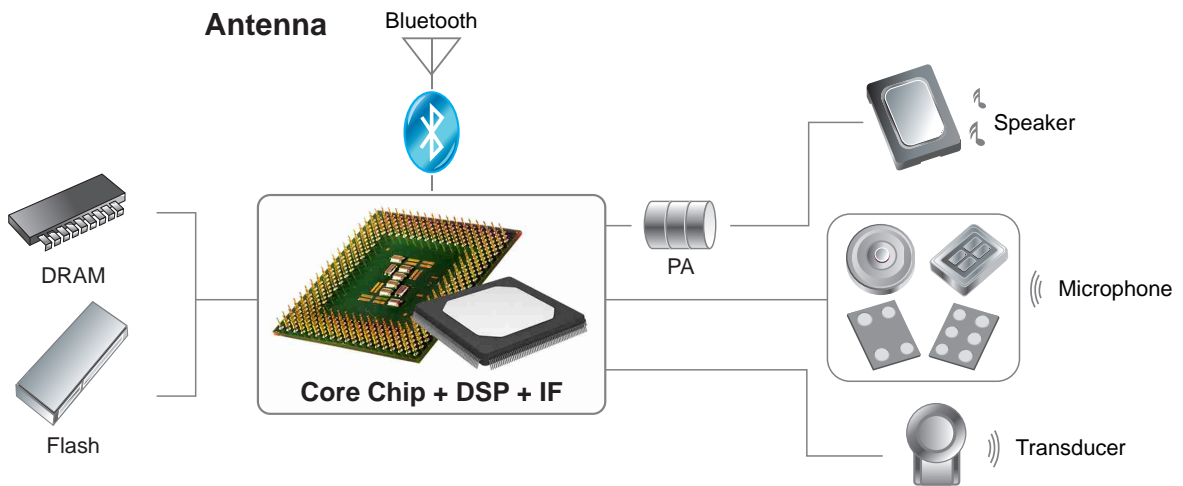 Antenna
Bluetooth
Speaker
DRAM
PA
Microphone
Core Chip + DSP + IF
Flash
Transducer